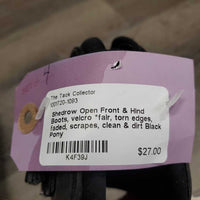 The Tack Collector
001720-1093
Shedrow Open Front & Hind
Boots, velcro *fair, torn edges,
faded, scrapes, clean & dirt Black
Pony
K4F39J
$27.00